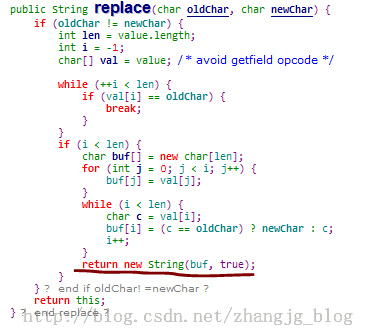 public String replace(char oldChar, char newChar) {
if (oldChar != newChar) {
int len = value.length;
int i = -1;
char[] val = value; /* avoid getfield opcode */
while (++i < len) {
if (val[i] == oldChar) {
break;
}
}
if (i < len) {
char buf[] = new char[len];
for (int j = 0; j < i; j++) {
buf[j] = val[j];
}
while (i < len) {
char c = val[i];
buf[i] = (c == oldChar) ? newChar : c;
i++;
}
return new String(buf, true);
}
} ? end if oldChar!=newChar ?
return this;
} ? end replace ?
http://blog.csdn.net/zhangjg_blog